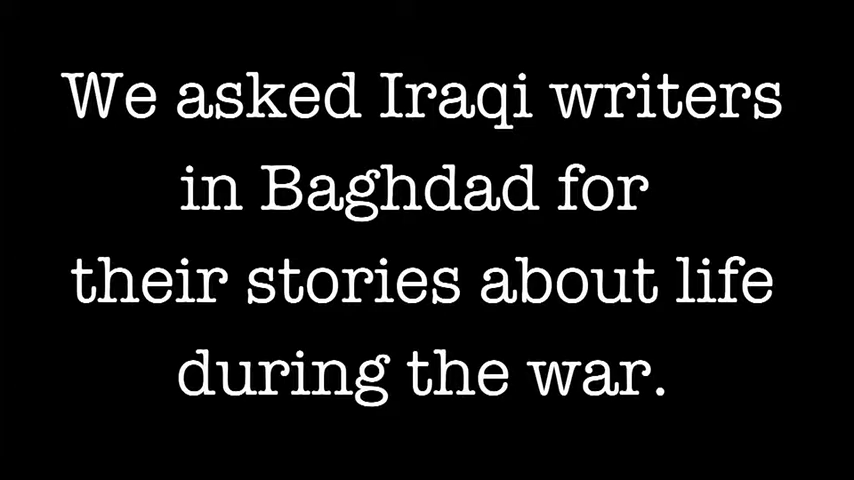 We asked Iraqi writers
in Baghdad for
their stories about life
during the war.